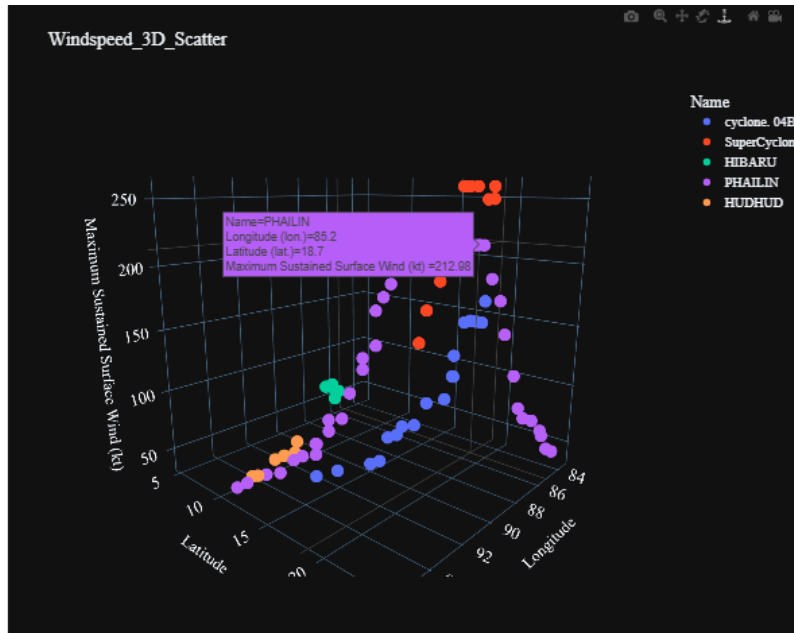 Windspeed_3D_Scatter
Name
cyclone. 04B
SuperCyclon
HIBARU
PHAILIN
HUDHUD
Name=PHAILIN
Longitude (lon.)=85.2
Latitude (lat.)=18.7
Maximum Sustained Surface Wind (kt) =212.98
Maximum Sustained Surface Wind (kt)
250
200
150
100
50
5
10
15
20
Latitude
84
86
88
90
92
Longitude